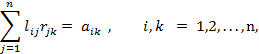 n
∑ l_{ij}r_{jk} = a_{ik} ,      i, k  =  1,2, . . . , n,
j=1